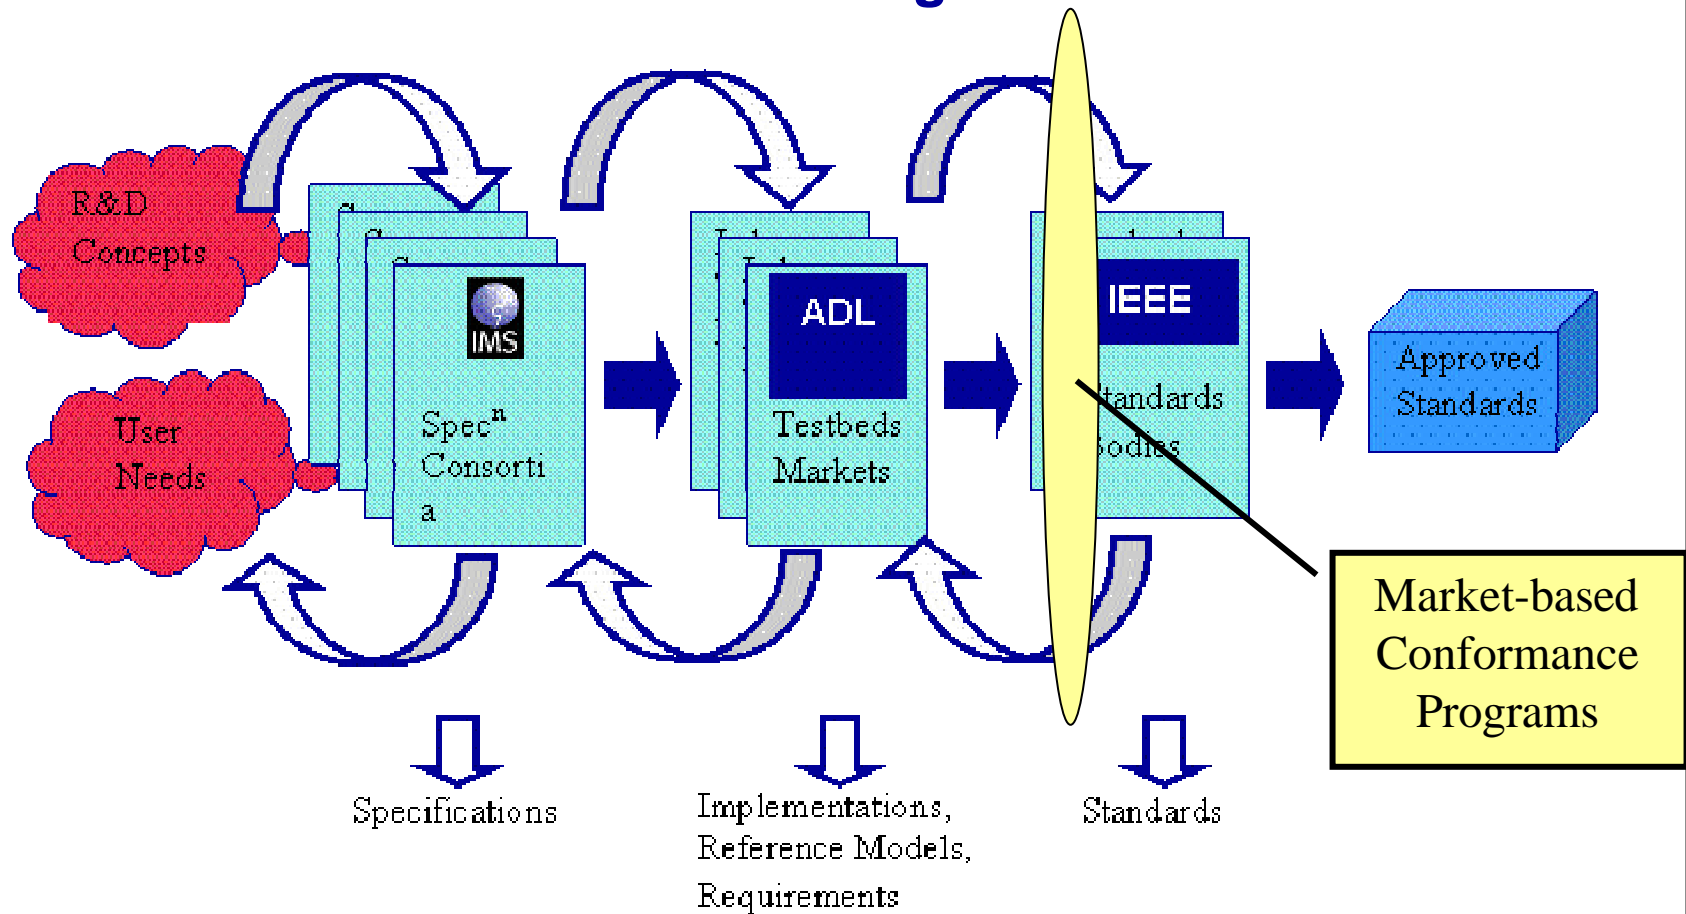 R&D
Concepts
User
Needs
IMS
Specⁿ
Consorti
a
ADL
Testbeds
Markets
IEEE
tandards
odies
Approved
Standards
Market-based
Conformance
Programs
Specifications
Implementations,
Reference Models,
Requirements
Standards